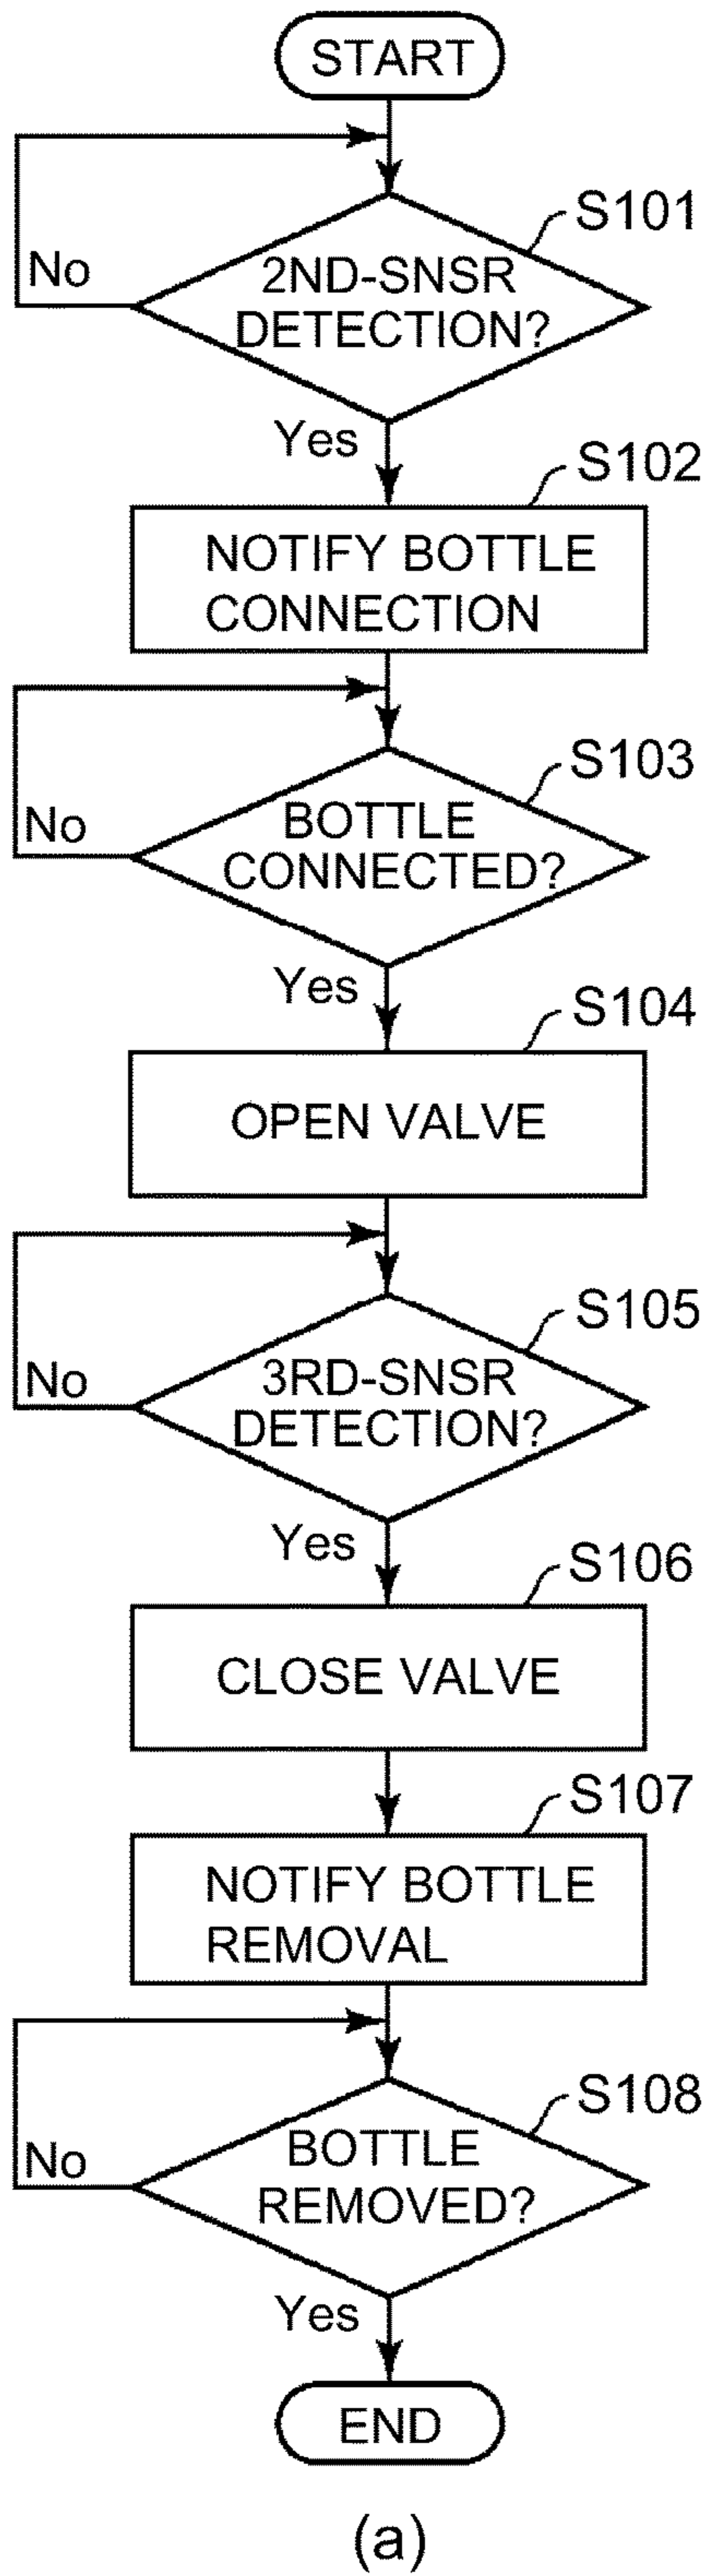 START
S101
No
2ND-SNSR
DETECTION?
Yes
S102
NOTIFY BOTTLE
CONNECTION
S103
No
BOTTLE
CONNECTED?
Yes
S104
OPEN VALVE
S105
No
3RD-SNSR
DETECTION?
Yes
S106
CLOSE VALVE
S107
NOTIFY BOTTLE
REMOVAL
S108
No
BOTTLE
REMOVED?
Yes
END
(a)